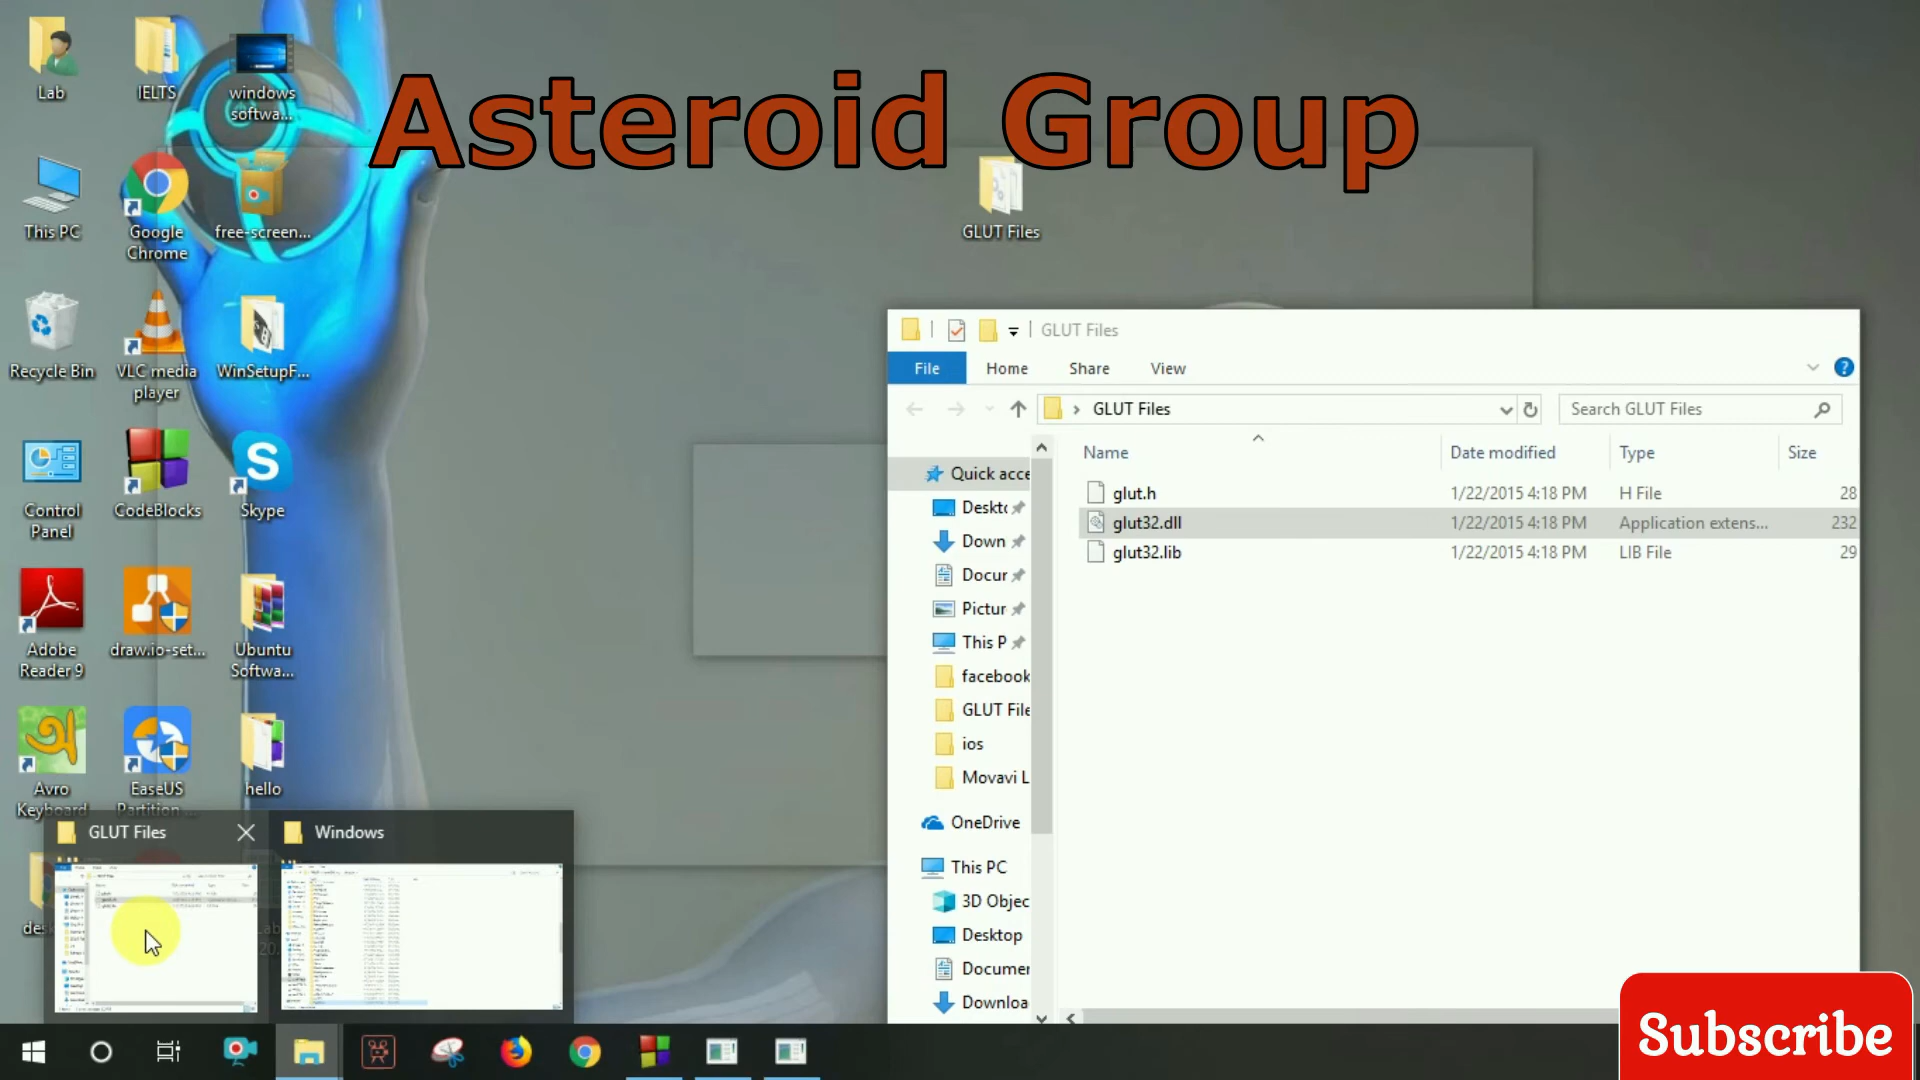 Asteroid Group
Lab
IELTS
windows
softwa...
This PC
Google
Chrome
free-screen...
GLUT Files
Recycle Bin
VLC media
player
WinSetupF...
GLUT Files
File
Home
Share
View
GLUT Files
Search GLUT Files
Control
Panel
CodeBlocks
Skype
Name
Date modified
Type
Size
Quick acce
glut.h
1/22/2015 4:18 PM
H File
28
glut32.dll
1/22/2015 4:18 PM
Application extens...
232
glut32.lib
1/22/2015 4:18 PM
LIB File
29
Deskto
Down
Docur
Pictur
This P
facebook
GLUT File
ios
Movavi L
OneDrive
This PC
3D Objec
Desktop
Documer
Downloa
Adobe
Reader 9
draw.io-set...
Ubuntu
Softwa...
Avro
Keyboard
EaseUS
Partition ...
hello
GLUT Files
Windows
des
Lab
20.
Subscribe